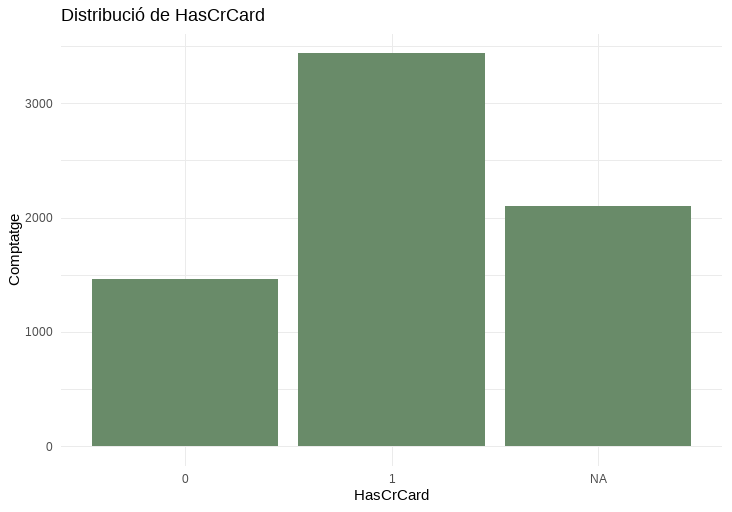 Distribució de HasCrCard
Comptatge
3000
2000
1000
0
0 1 NA
HasCrCard